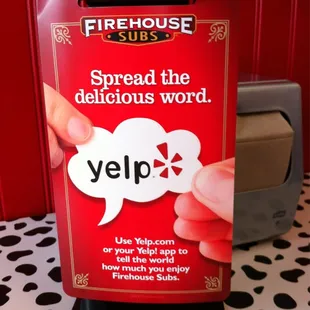 FIREHOUSE
SUBS
Spread the
delicious word.
yelp
Use Yelp.com
or your Yelp! app to
tell the world
how much you enjoy
Firehouse Subs.